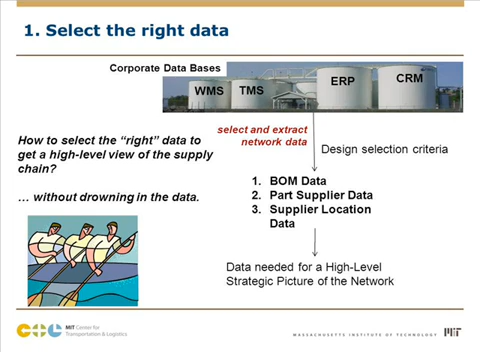 1. Select the right data
Corporate Data Bases
WMS
TMS
ERP
CRM
How to select the “right” data to
get a high-level view of the supply
chain?
… without drowning in the data.
select and extract
network data
Design selection criteria
1. BOM Data
2. Part Supplier Data
3. Supplier Location
Data
Data needed for a High-Level
Strategic Picture of the Network
MIT Center for
Transportation & Logistics
MASSACHUSETTS INSTITUTE OF TECHNOLOGY